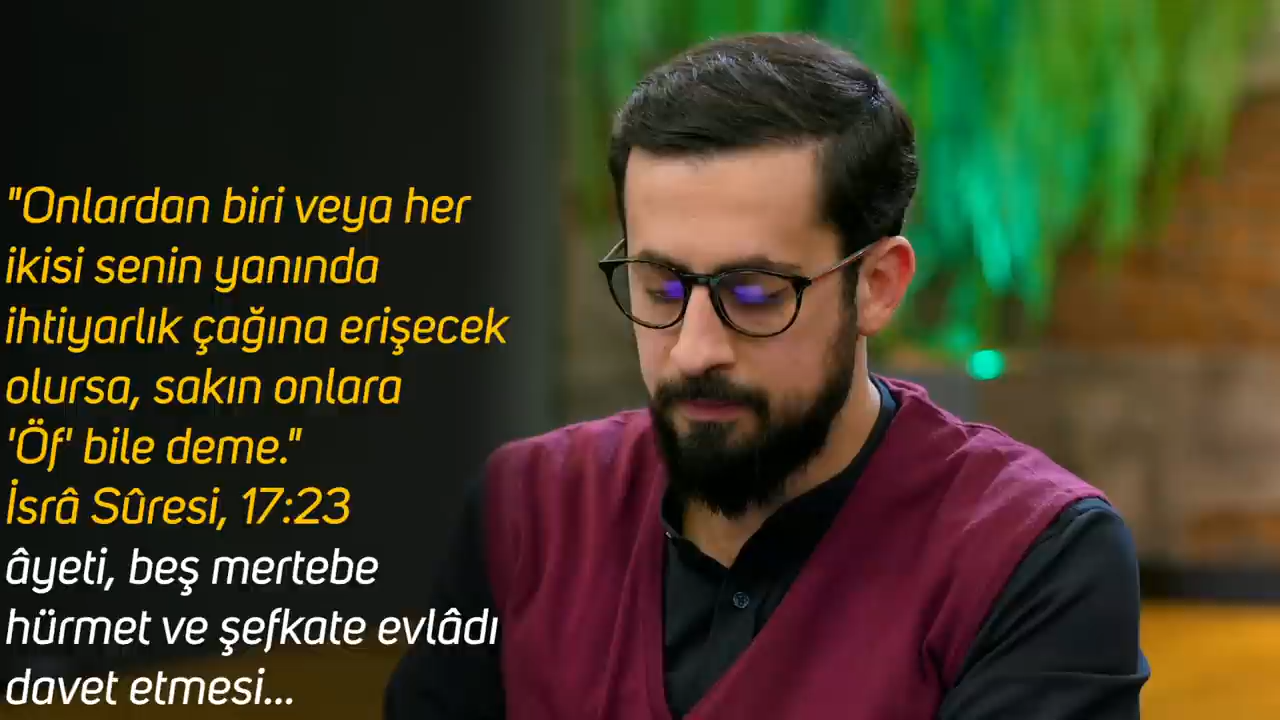 "Onlardan biri veya her
ikisi senin yanında
ihtiyarlık çağına erişecek
olursa, sakın onlara
'Öf' bile deme."
İsrâ Sûresi, 17:23
âyeti, beş mertebe
hürmet ve şefkate evlâdı
davet etmesi...